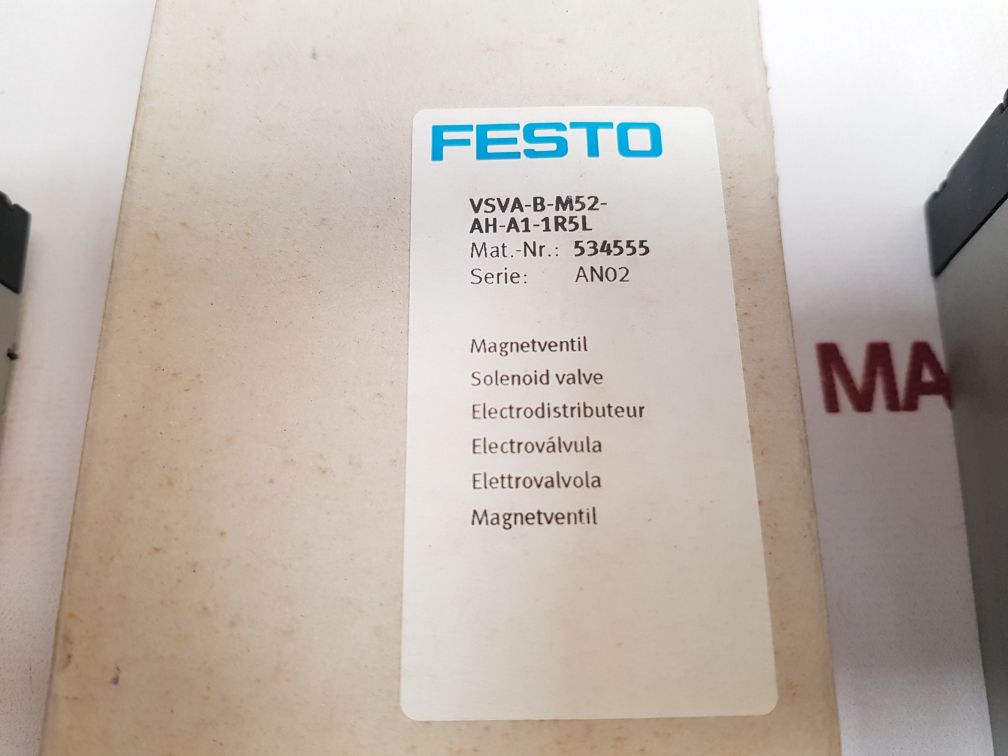 FESTO
VSVA-B-M52-
AH-A1-1R5L
Mat.-Nr.: 534555
Serie: AN02
Magnetventil
Solenoid valve
Electrodistributeur
Electroválvula
Elettrovalvola
Magnetventil
MA